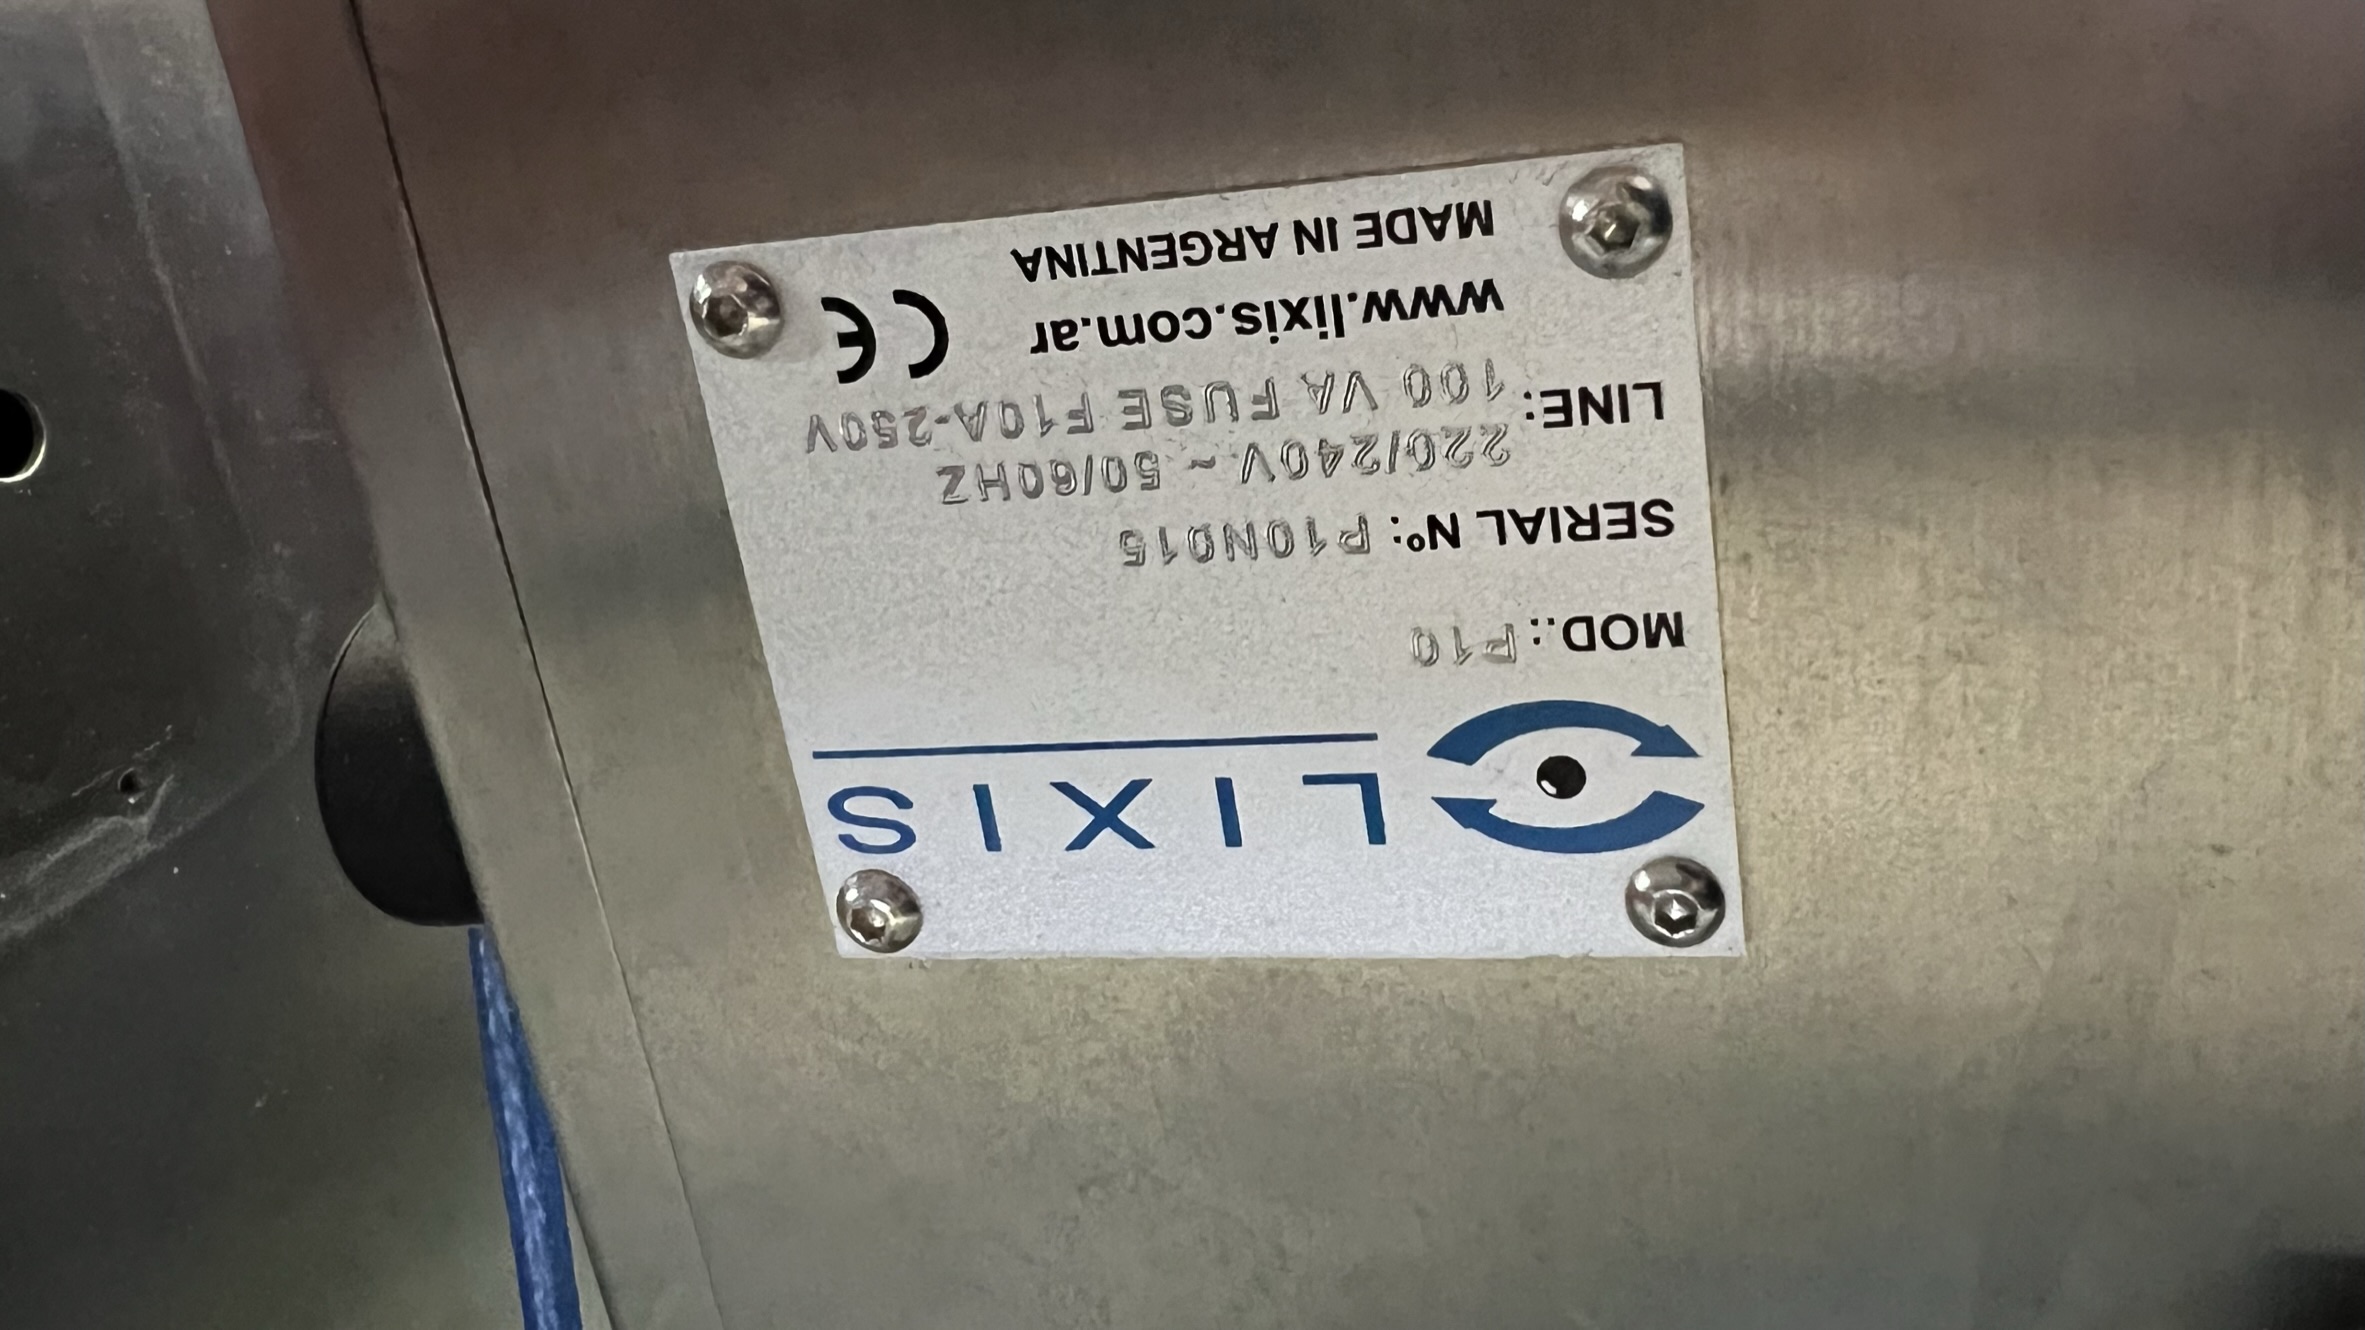 LIXIS
MOD.: P10
SERIAL Nº: P10N015
220/240V ~ 50/60HZ
LINE: 100 VA FUSE F10A-250V
www.lixis.com.ar
CE
MADE IN ARGENTINA